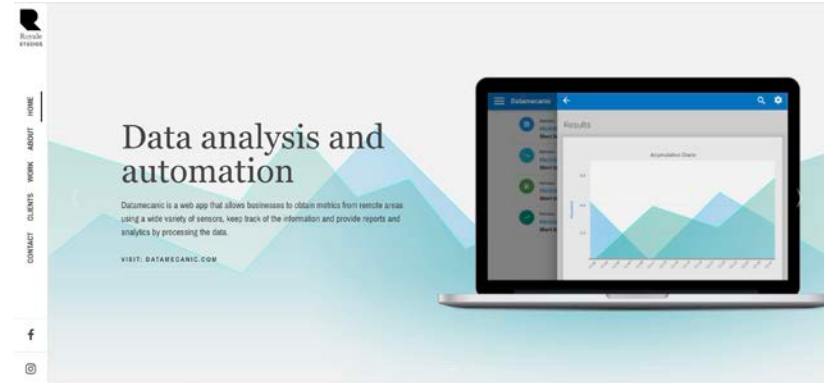 Royale
STUDIOS
HOME
ABOUT
WORK
CLIENTS
CONTACT
Data analysis and
automation
Datamecanic is a web app that allows businesses to obtain metrics from remote areas
using a wide variety of sensors, keep track of the information and provide reports and
analytics by processing the data.
VISIT: DATAMECANIC.COM
Datamecanic
Results